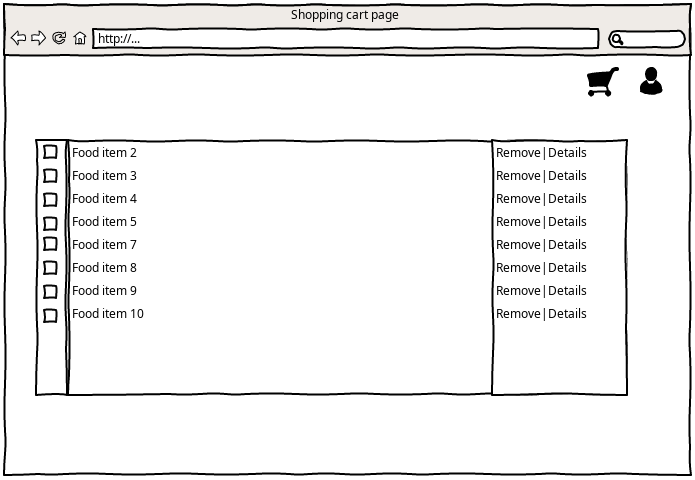 Shopping cart page
http://...
Food item 2 Remove|Details
Food item 3 Remove|Details
Food item 4 Remove|Details
Food item 5 Remove|Details
Food item 7 Remove|Details
Food item 8 Remove|Details
Food item 9 Remove|Details
Food item 10 Remove|Details